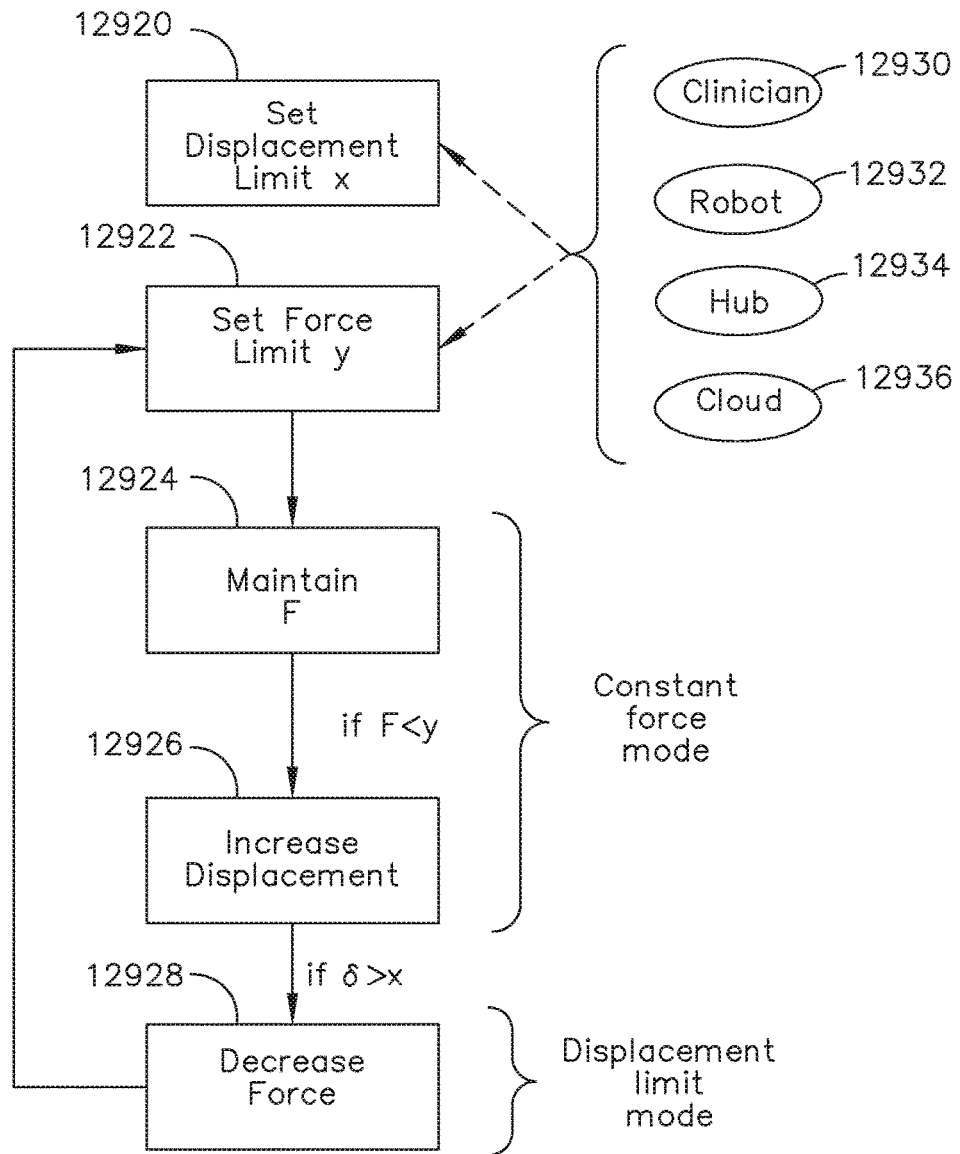 12920
Set
Displacement
Limit x
12922
Set Force
Limit y
12924
Maintain
F
if F<y
12926
Increase
Displacement
if δ>x
12928
Decrease
Force
Clinician
12930
Robot
12932
Hub
12934
Cloud
12936
Constant
force
mode
Displacement
limit
mode